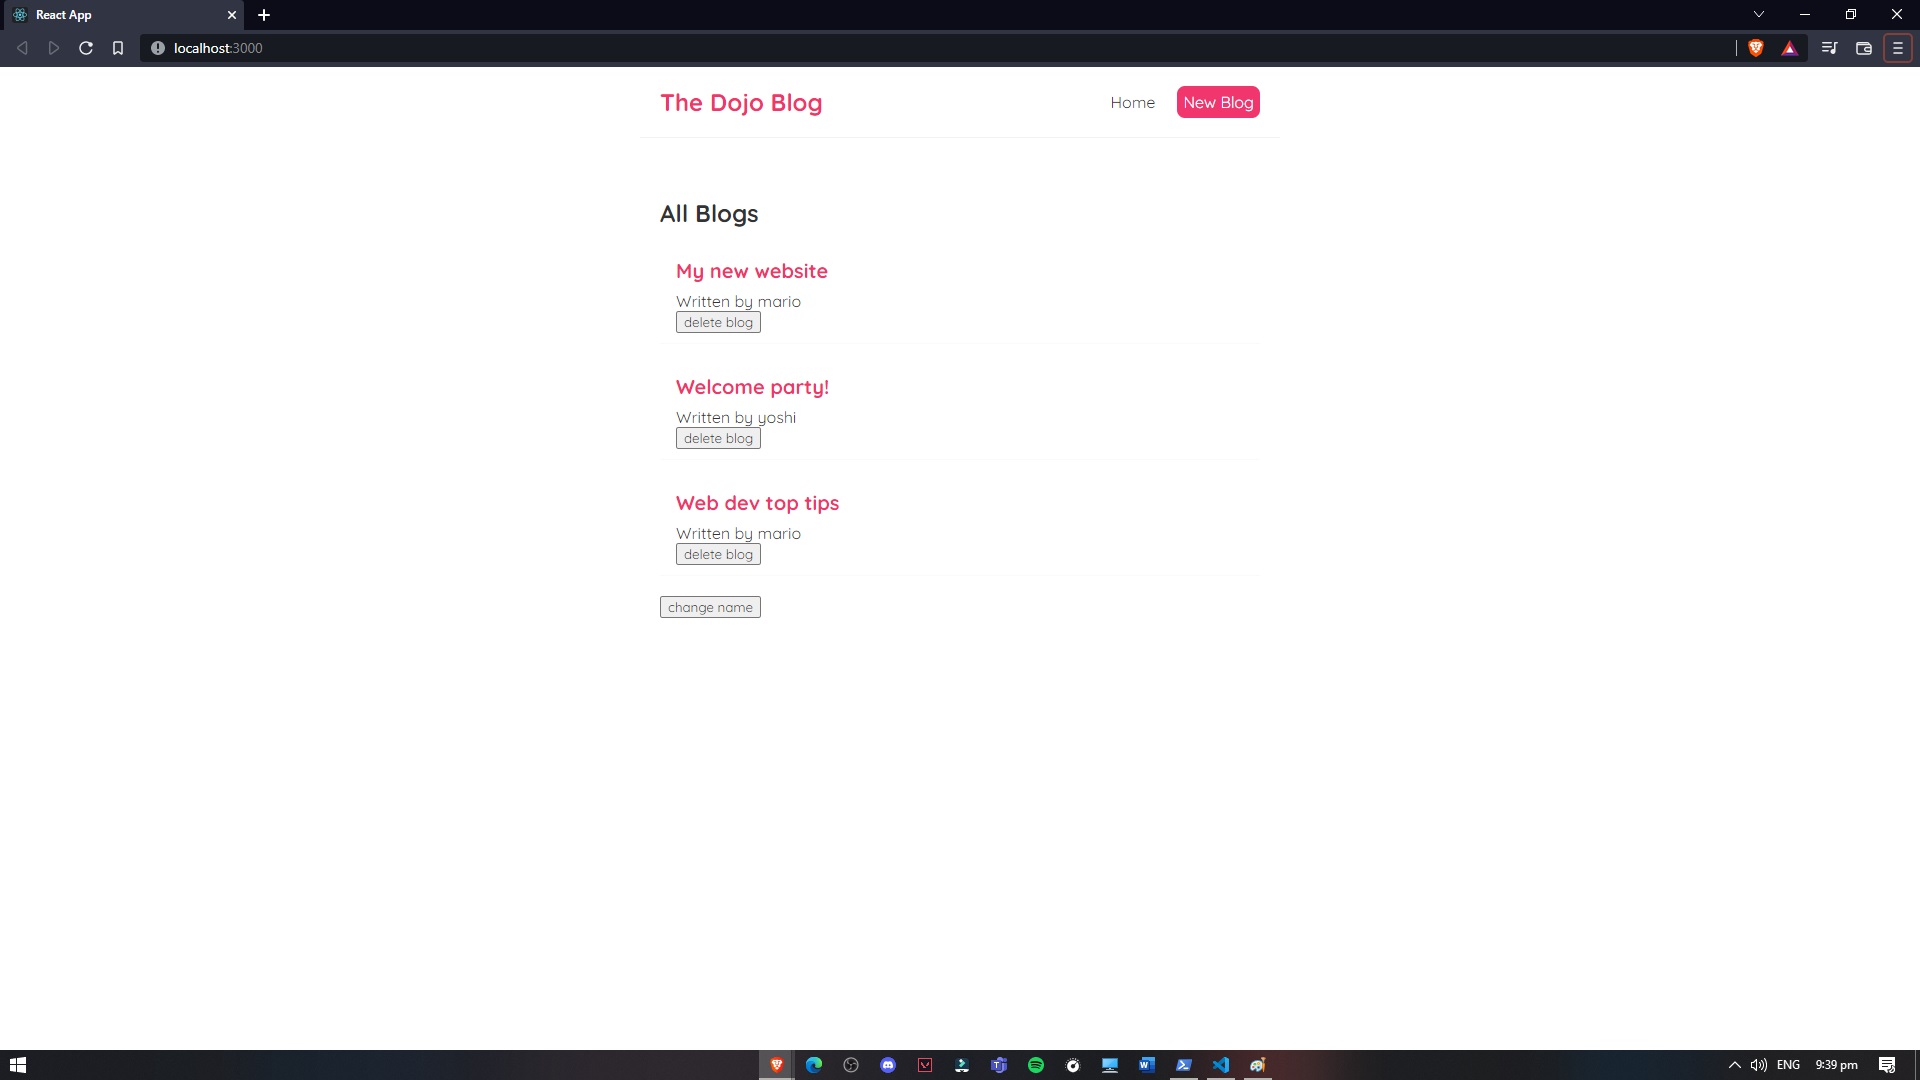 React App
localhost:3000
The Dojo Blog
Home
New Blog
All Blogs
My new website
Written by mario
delete blog
Welcome party!
Written by yoshi
delete blog
Web dev top tips
Written by mario
delete blog
change name
ENG
9:39 pm